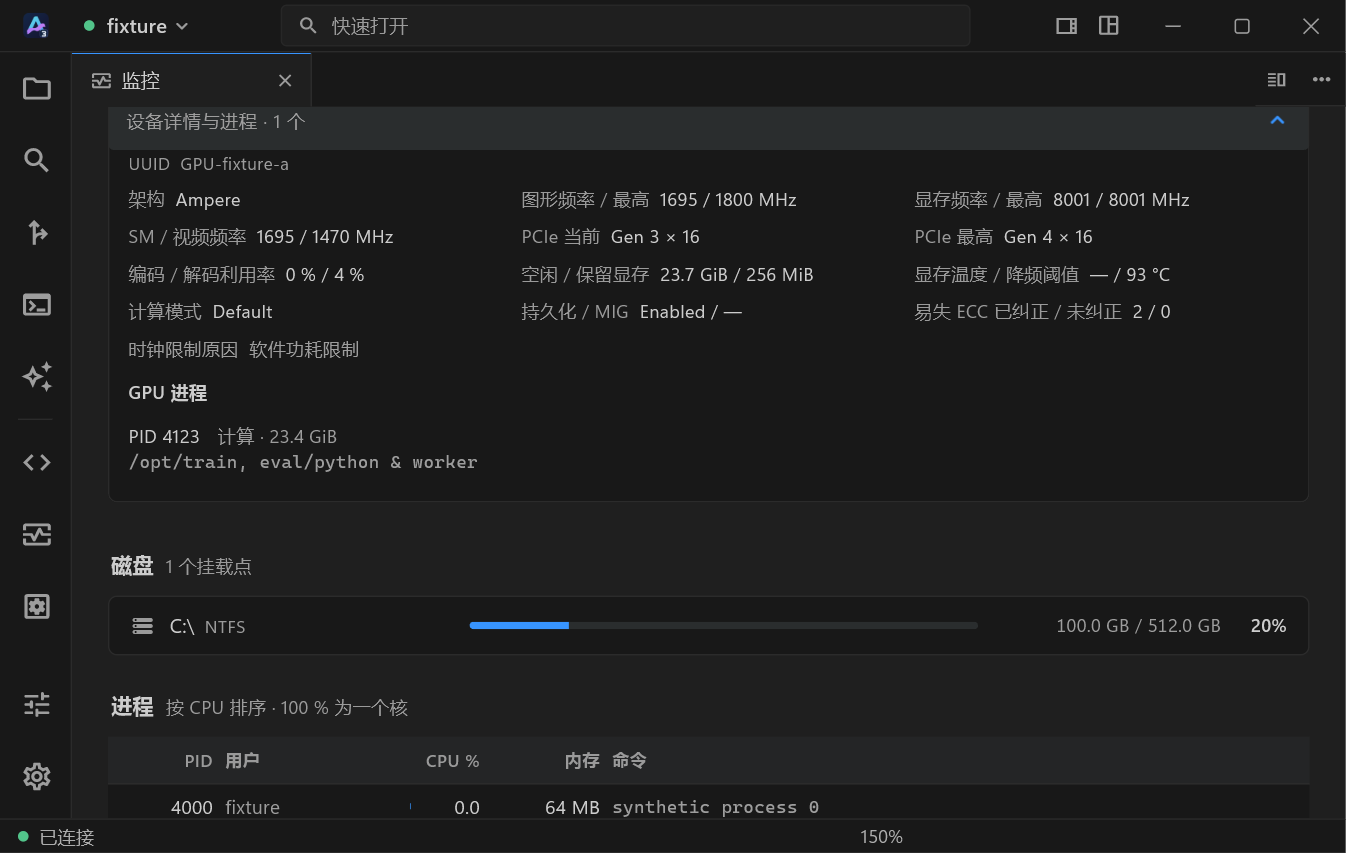 fixture
快速打开
监控
设备详情与进程 · 1 个
UUID GPU-fixture-a
架构 Ampere
图形频率 / 最高 1695 / 1800 MHz
显存频率 / 最高 8001 / 8001 MHz
SM / 视频频率 1695 / 1470 MHz
PCIe 当前 Gen 3 × 16
PCIe 最高 Gen 4 × 16
编码 / 解码利用率 0 % / 4 %
空闲 / 保留显存 23.7 GiB / 256 MiB
显存温度 / 降频阈值 — / 93 °C
计算模式 Default
持久化 / MIG Enabled / —
易失 ECC 已纠正 / 未纠正 2 / 0
时钟限制原因 软件功耗限制
GPU 进程
PID 4123 计算 · 23.4 GiB
/opt/train, eval/python & worker
磁盘 1 个挂载点
C:\ NTFS 100.0 GB / 512.0 GB 20%
进程 按 CPU 排序 · 100 % 为一个核
PID 用户 CPU % 内存 命令
4000 fixture 0.0 64 MB synthetic process 0
已连接 150%